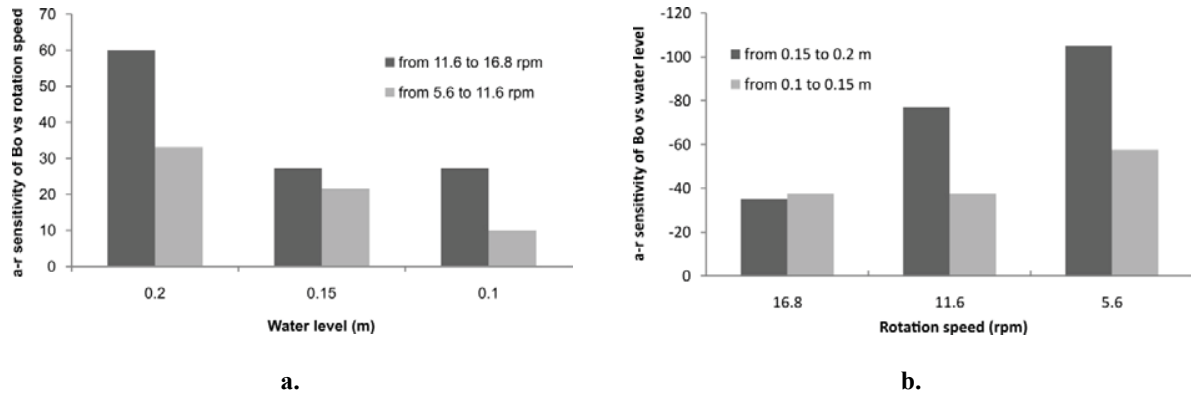 a-r sensitivity of Bo vs rotation speed
70
60
50
40
30
20
10
0
from 11.6 to 16.8 rpm
from 5.6 to 11.6 rpm
0.2 0.15 0.1
Water level (m)
a.
a-r sensitivity of Bo vs water level
-120
-100
-80
-60
-40
-20
0
from 0.15 to 0.2 m
from 0.1 to 0.15 m
16.8 11.6 5.6
Rotation speed (rpm)
b.